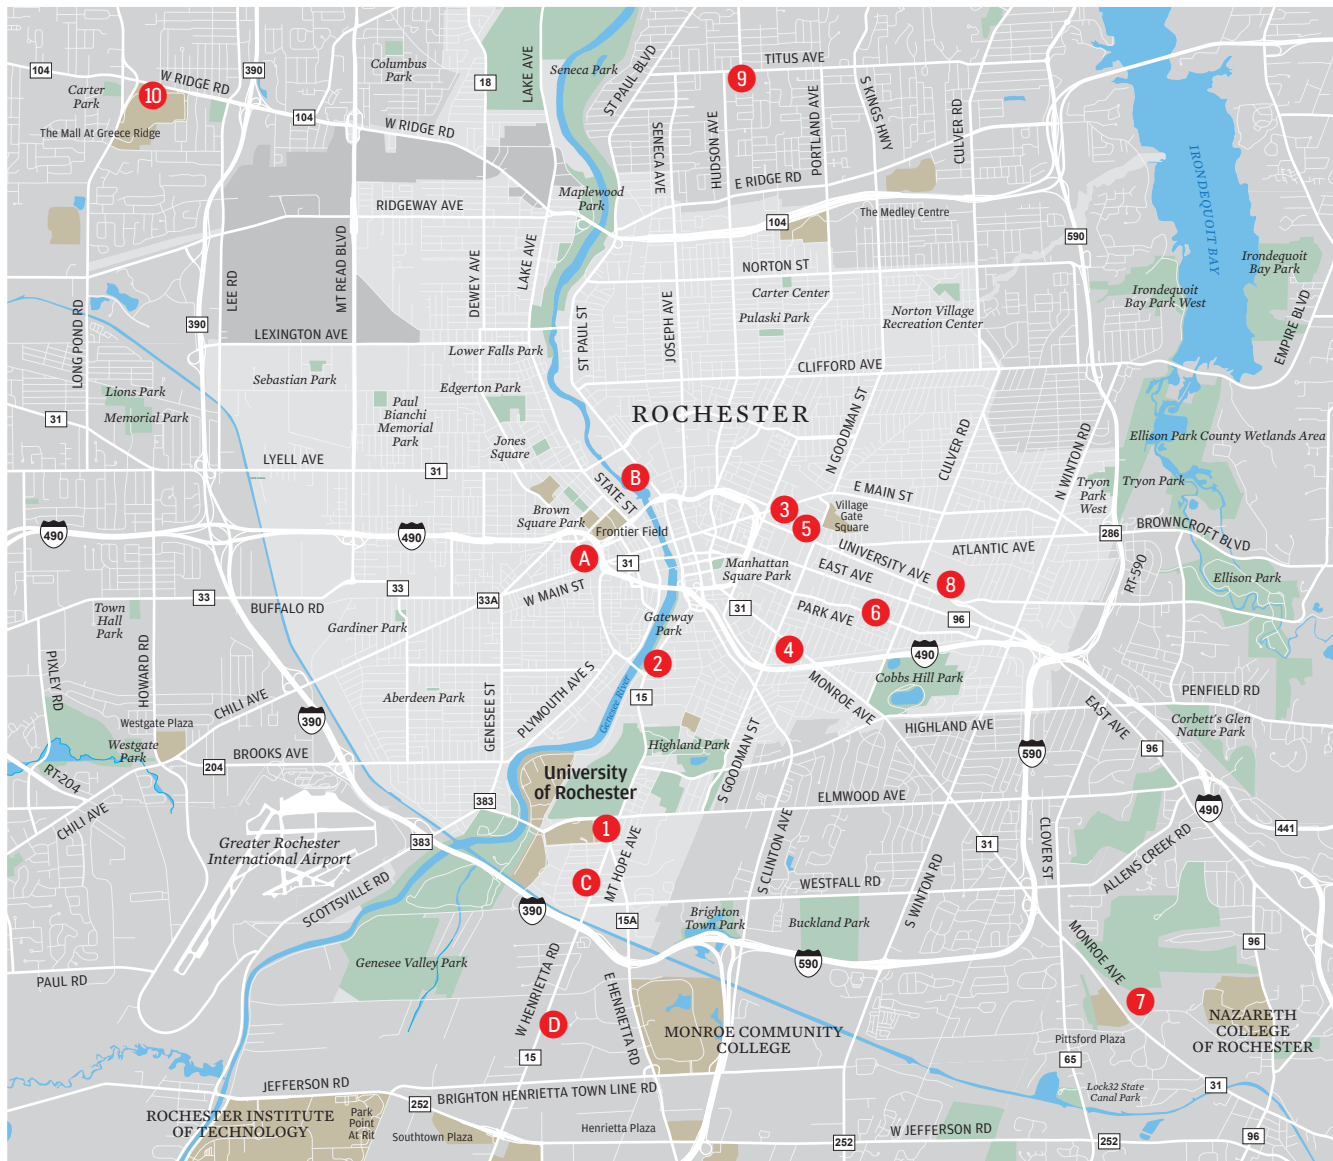 TITUS AVE
9
Seneca Park
ST PAUL BLVD
Columbus
Park
LAKE AVE
104
390
18
W RIDGE RD
Carter
Park
10
The Mall At Greece Ridge
104
W RIDGE RD
SENECA AVE
HUDSON AVE
PORTLAND AVE
S KINGS HWY
CULVER RD
E RIDGE RD
Maplewood
Park
RIDGEWAY AVE
104
The Medley Centre
590
IRONDEQUOIT BAY
Irondequoit
Bay Park
Irondequoit
Bay Park West
EMPIRE BLVD
LONG POND RD
LEE RD
MT READ BLVD
DEWEY AVE
LAKE AVE
NORTON ST
Carter Center
Pulaski Park
Norton Village
Recreation Center
390
LEXINGTON AVE
ST PAUL ST
JOSEPH AVE
Lower Falls Park
CLIFFORD AVE
Sebastian Park
Edgerton Park
Lions Park
Memorial Park
31
Paul
Bianchi
Memorial
Park
ROCHESTER
N GOODMAN ST
CULVER RD
N WINTON RD
Ellison Park County Wetlands Area
Jones
Square
LYELL AVE
31
STATE ST
B
E MAIN ST
Tryon
Park
West
Tryon Park
3
5
Village
Gate
Square
Brown
Square Park
Frontier Field
490
490
286
BROWNCROFT BLVD
ATLANTIC AVE
UNIVERSITY AVE
A
31
Manhattan
Square Park
EAST AVE
8
RT-590
Ellison Park
W MAIN ST
33
33A
33
BUFFALO RD
Town
Hall
Park
Gardiner Park
Gateway
Park
31
PARK AVE
6
96
4
490
2
PIXLEY RD
HOWARD RD
CHILI AVE
Aberdeen Park
GENESEE ST
PLYMOUTH AVE S
Genesee River
15
MONROE AVE
Cobbs Hill Park
PENFIELD RD
HIGHLAND AVE
EAST AVE
Corbett's Glen
Nature Park
390
Westgate Plaza
Westgate
Park
BROOKS AVE
204
RT-204
CHILI AVE
Highland Park
S GOODMAN ST
590
96
University
of Rochester
383
ELMWOOD AVE
490
441
1
MT HOPE AVE
S CLINTON AVE
31
CLOVER ST
ALLENS CREEK RD
Greater Rochester
International Airport
383
SCOTTSVILLE RD
C
WESTFALL RD
S WINTON RD
390
15A
Brighton
Town Park
Buckland Park
96
590
MONROE AVE
Genesee Valley Park
PAUL RD
W HENRIETTA RD
E HENRIETTA RD
D
7
MONROE COMMUNITY
COLLEGE
NAZARETH
COLLEGE
OF ROCHESTER
Pittsford Plaza
15
65
JEFFERSON RD
BRIGHTON HENRIETTA TOWN LINE RD
Lock32 State
Canal Park
31
252
ROCHESTER INSTITUTE
OF TECHNOLOGY
Park
Point
At Rit
Southtown Plaza
Henrietta Plaza
W JEFFERSON RD
252
252
96